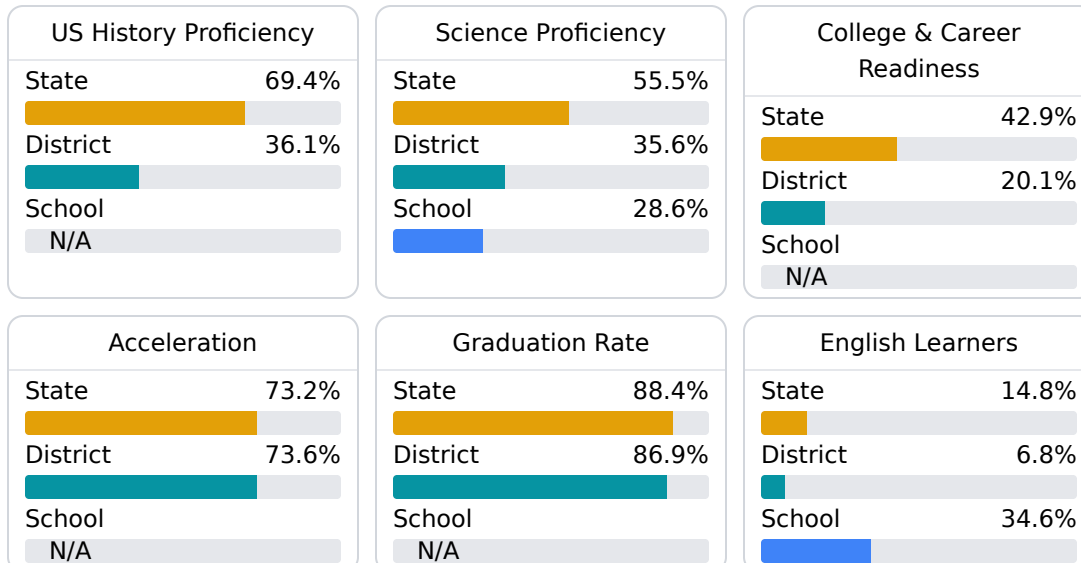 US History Proficiency
State 69.4%
District 36.1%
School
N/A
Science Proficiency
State 55.5%
District 35.6%
School 28.6%
College & Career
Readiness
State 42.9%
District 20.1%
School
N/A
Acceleration
State 73.2%
District 73.6%
School
N/A
Graduation Rate
State 88.4%
District 86.9%
School
N/A
English Learners
State 14.8%
District 6.8%
School 34.6%